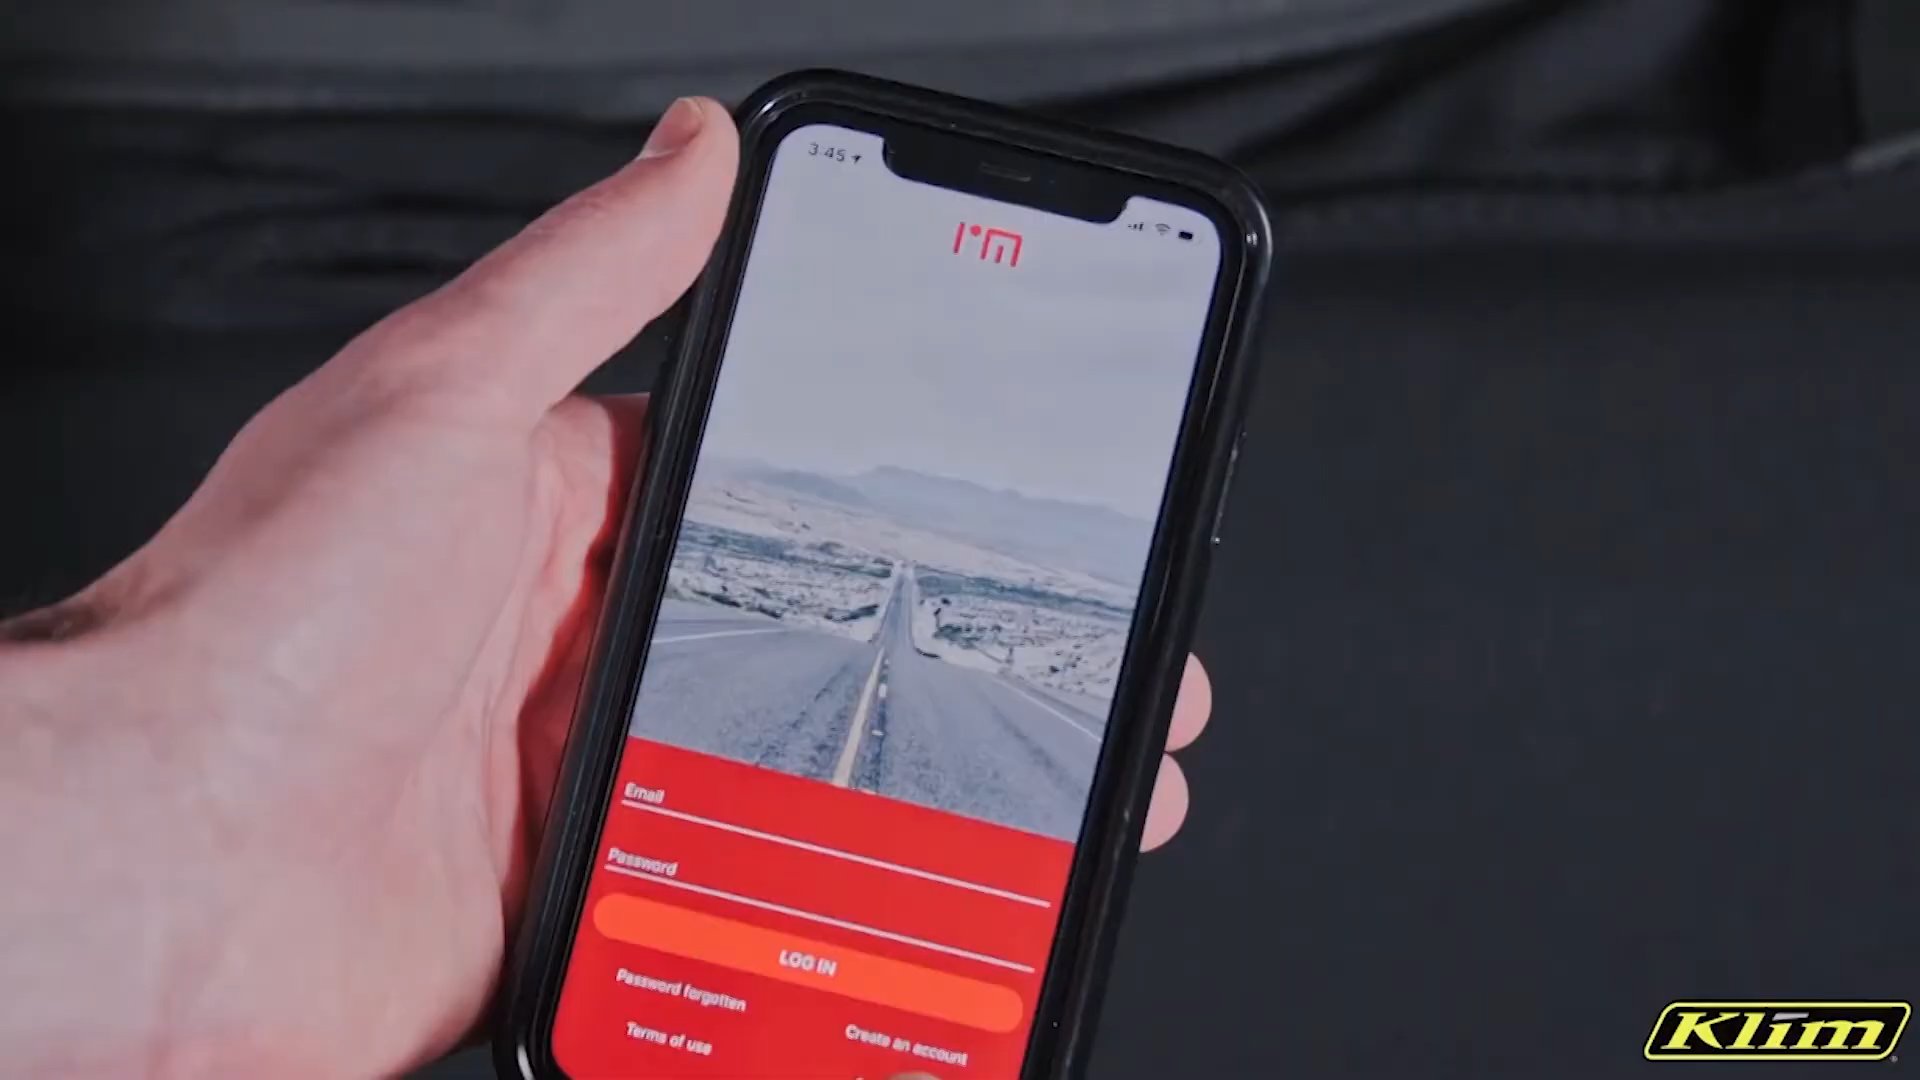 3:45
I'm
Email
Password
LOG IN
Password forgotten
Create an account
Terms of use
Klim